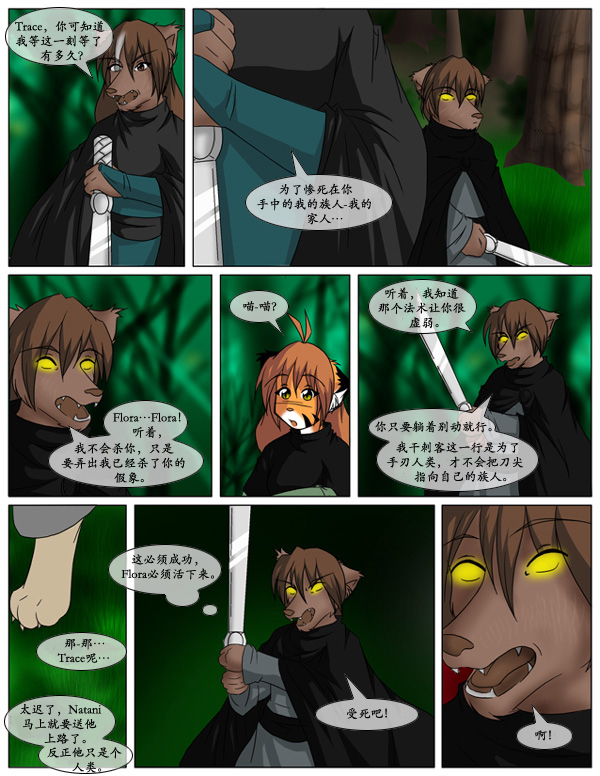 Trace，你可知道
我等这一刻等了
有多久？
为了惨死在你
手中的我的族人-我的
家人…
Flora…Flora!
听着，
我不会杀你，只是
要弄出我已经杀了你的
假象。
喵-喵？
听着，我知道
那个法术让你很
虚弱。
你只要躺着别动就行。
我干刺客这一行是为了
手刃人类，才不会把刀尖
指向自己的族人。
那-那…
Trace呢…
太迟了，Natani
马上就要送他
上路了。
反正他只是个
人类。
这必须成功，
Flora必须活下来。
受死吧！
啊！